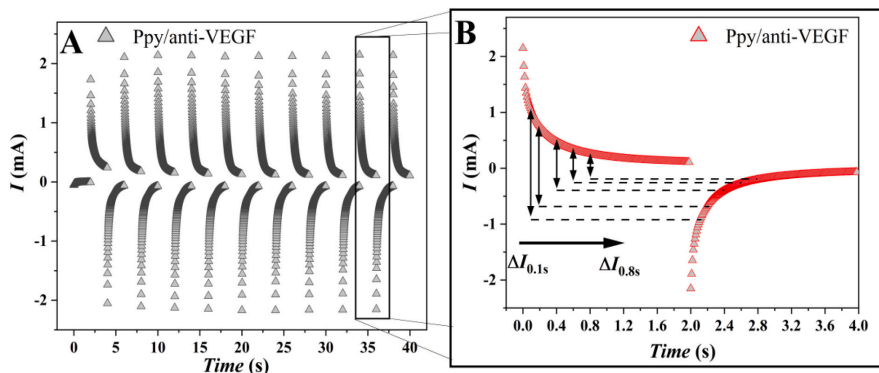 A
Ppy/anti-VEGF
I (mA)
2
1
0
-1
-2
0 5 10 15 20 25 30 35 40
Time (s)
B
Ppy/anti-VEGF
I (mA)
2
1
0
-1
-2
ΔI0.1s
ΔI0.8s
0.0 0.4 0.8 1.2 1.6 2.0 2.4 2.8 3.2 3.6 4.0
Time (s)